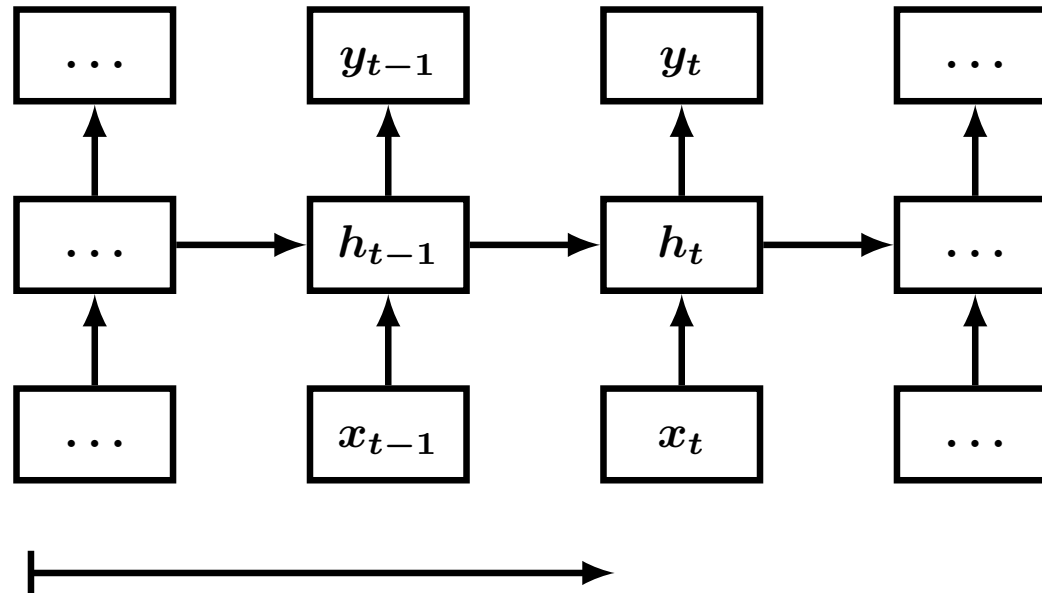 ... y_{t−1} y_t ...
... h_{t−1} h_t ...
... x_{t−1} x_t ...